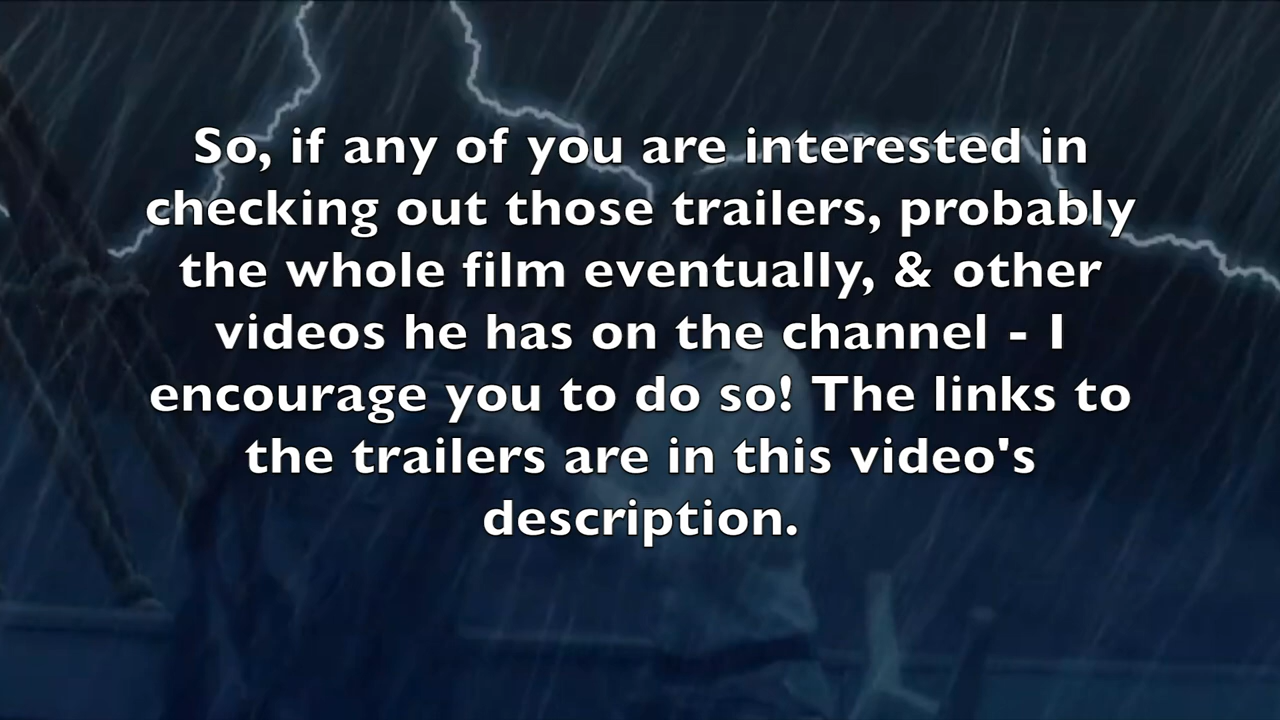 So, if any of you are interested in
checking out those trailers, probably
the whole film eventually, & other
videos he has on the channel - I
encourage you to do so! The links to
the trailers are in this video's
description.